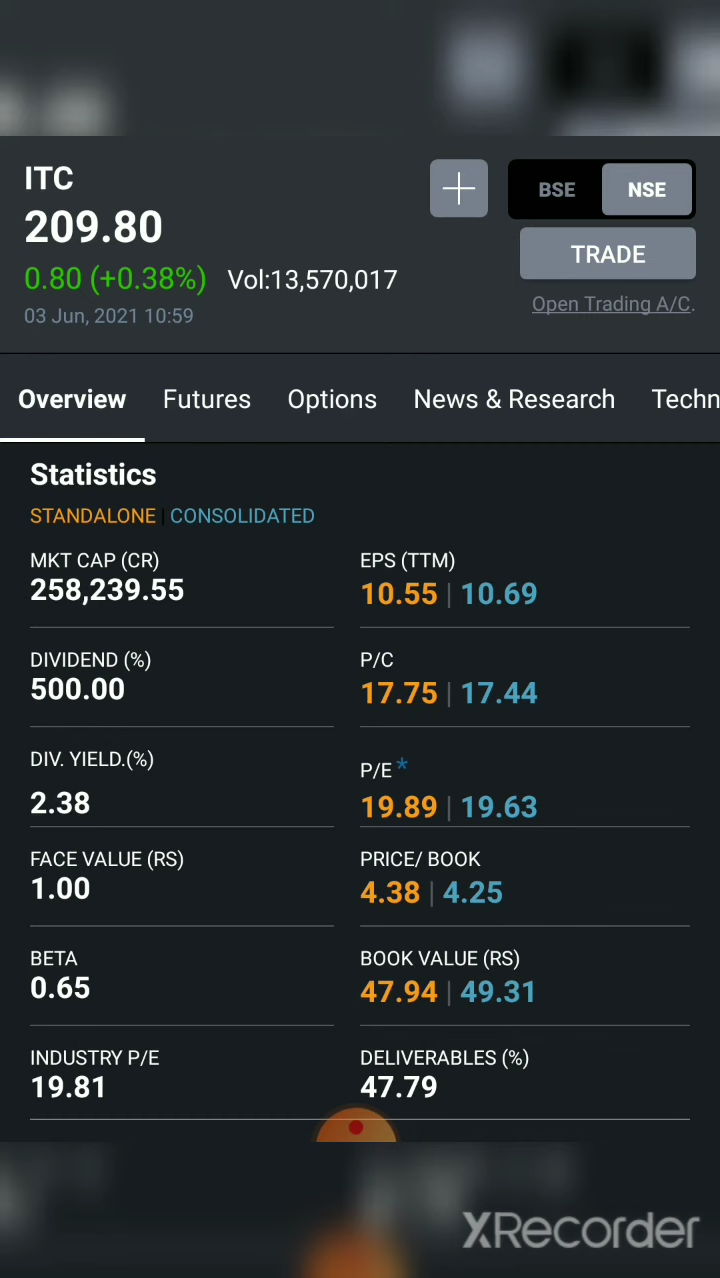 ITC
209.80
0.80 (+0.38%) Vol:13,570,017
03 Jun, 2021 10:59
BSE NSE
TRADE
Open Trading A/C.
Overview Futures Options News & Research Techn
Statistics
STANDALONE | CONSOLIDATED
MKT CAP (CR)
258,239.55
EPS (TTM)
10.55 | 10.69
DIVIDEND (%)
500.00
P/C
17.75 | 17.44
DIV. YIELD.(%)
2.38
P/E *
19.89 | 19.63
FACE VALUE (RS)
1.00
PRICE/ BOOK
4.38 | 4.25
BETA
0.65
BOOK VALUE (RS)
47.94 | 49.31
INDUSTRY P/E
19.81
DELIVERABLES (%)
47.79
XRecorder